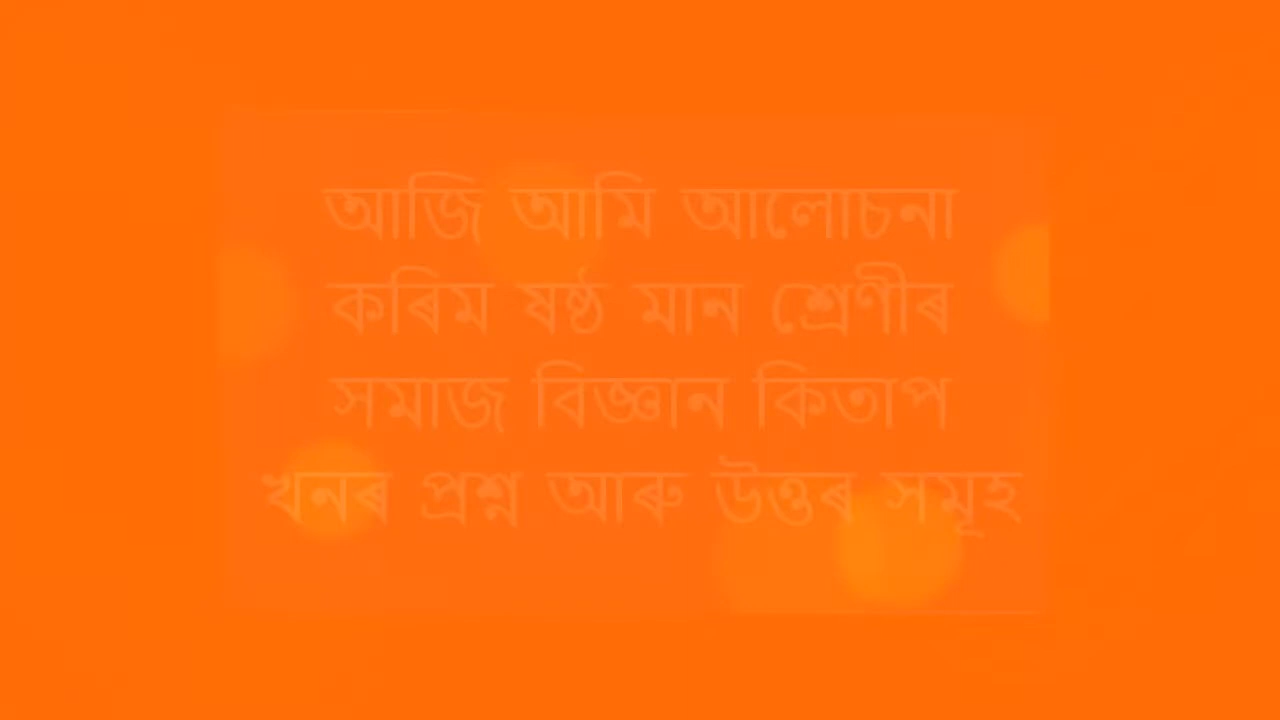 আজি আমি আলোচনা
কৰিম ষষ্ঠ মান শ্ৰেণীৰ
সমাজ বিজ্ঞান কিতাপ
খনৰ প্ৰশ্ন আৰু উত্তৰ সমূহ